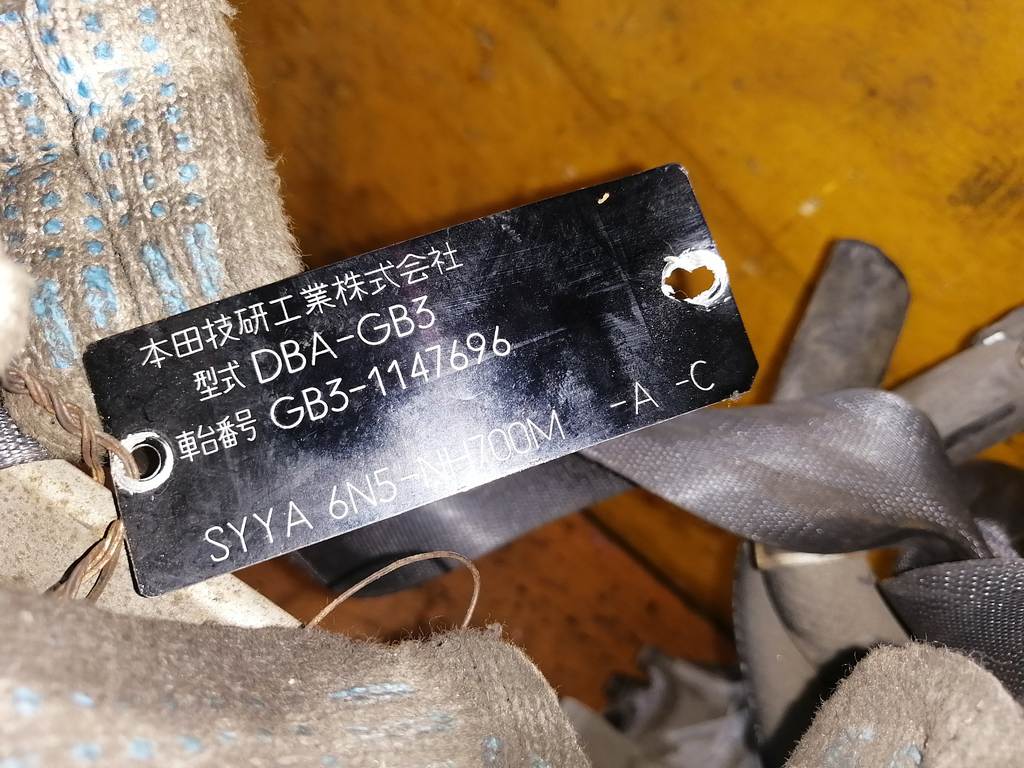 本田技研工業株式会社
型式 DBA-GB3
車台番号 GB3-1147696
SYYA 6N5-NH700M -A -C